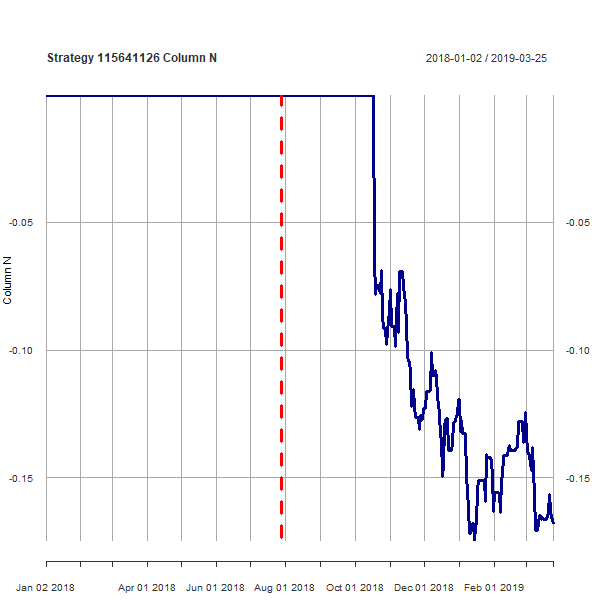 Strategy 115641126 Column N 2018-01-02 / 2019-03-25
-0.05 -0.05
Column N
-0.10 -0.10
-0.15 -0.15
Jan 02 2018 Apr 01 2018 Jun 01 2018 Aug 01 2018 Oct 01 2018 Dec 01 2018 Feb 01 2019